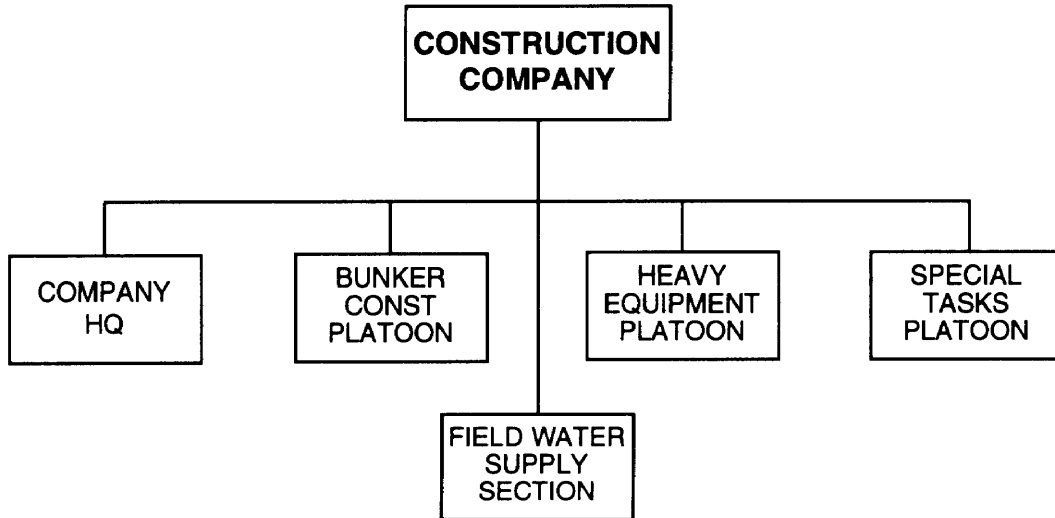 CONSTRUCTION
COMPANY
COMPANY
HQ
BUNKER
CONST
PLATOON
HEAVY
EQUIPMENT
PLATOON
SPECIAL
TASKS
PLATOON
FIELD WATER
SUPPLY
SECTION